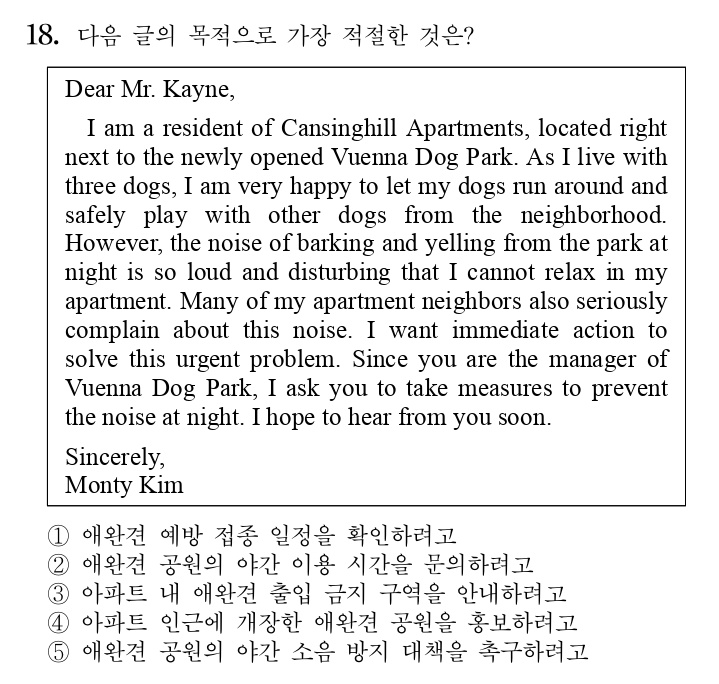 18. 다음 글의 목적으로 가장 적절한 것은?
Dear Mr. Kayne,
I am a resident of Cansinghill Apartments, located right
next to the newly opened Vuenna Dog Park. As I live with
three dogs, I am very happy to let my dogs run around and
safely play with other dogs from the neighborhood.
However, the noise of barking and yelling from the park at
night is so loud and disturbing that I cannot relax in my
apartment. Many of my apartment neighbors also seriously
complain about this noise. I want immediate action to
solve this urgent problem. Since you are the manager of
Vuenna Dog Park, I ask you to take measures to prevent
the noise at night. I hope to hear from you soon.
Sincerely,
Monty Kim
① 애완견 예방 접종 일정을 확인하려고
② 애완견 공원의 야간 이용 시간을 문의하려고
③ 아파트 내 애완견 출입 금지 구역을 안내하려고
④ 아파트 인근에 개장한 애완견 공원을 홍보하려고
⑤ 애완견 공원의 야간 소음 방지 대책을 촉구하려고